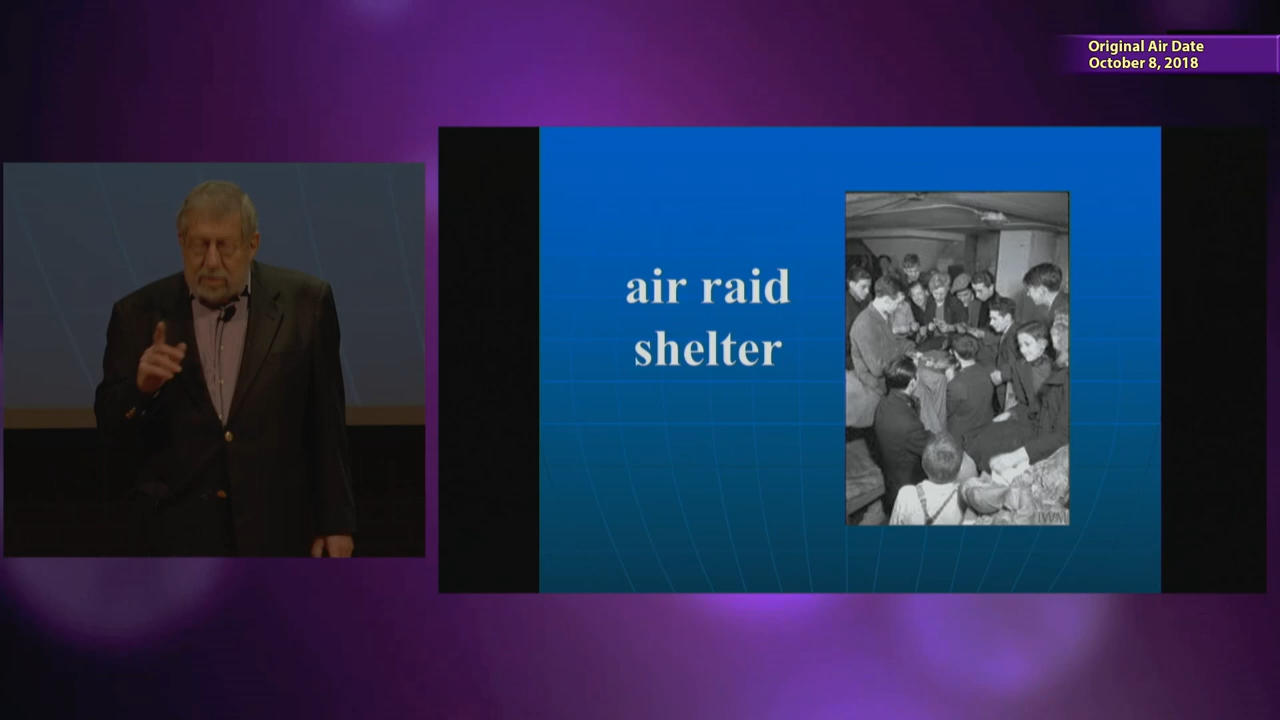 Original Air Date
October 8, 2018
air raid
shelter
IWM